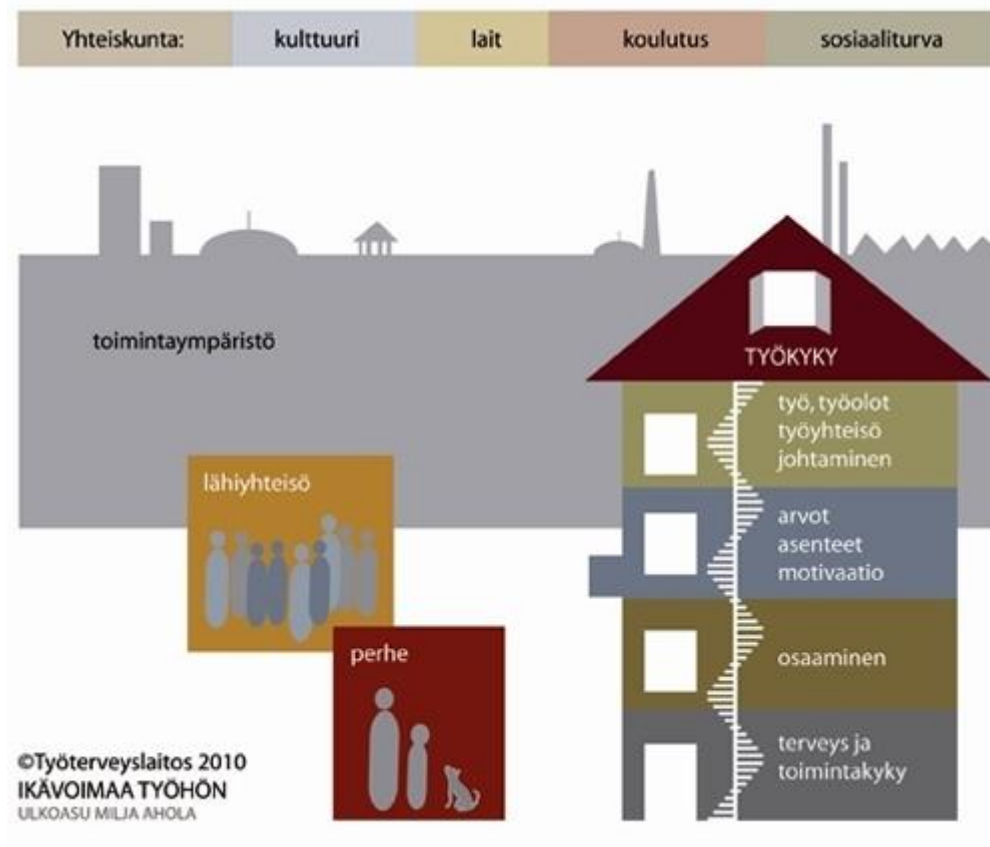 Yhteiskunta: kulttuuri lait koulutus sosiaaliturva
toimintaympäristö
TYÖKYKY
työ, työolot
työyhteisö
johtaminen
lähiyhteisö
arvot
asenteet
motivaatio
perhe
osaaminen
terveys ja
toimintakyky
©Työterveyslaitos 2010
IKÄVOIMAA TYÖHÖN
ULKOASU MILJA AHOLA